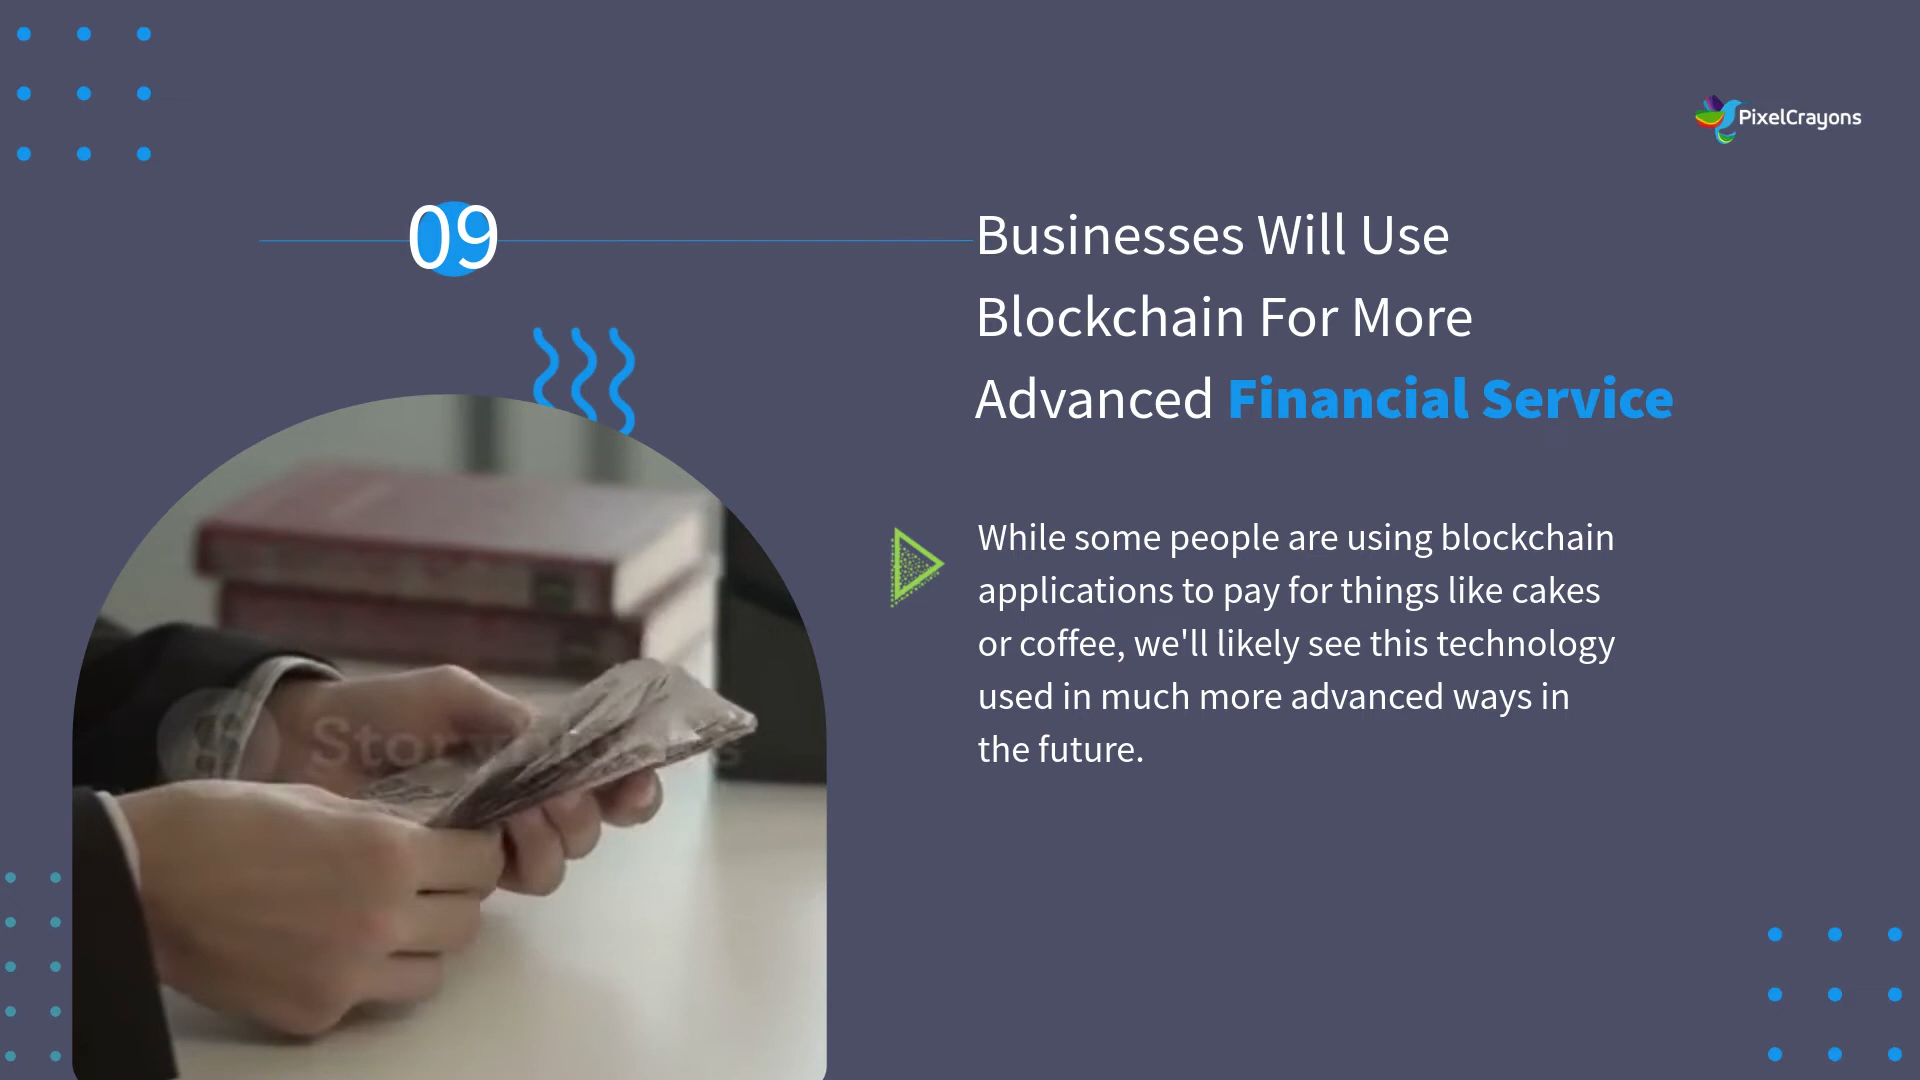 PixelCrayons
09
Businesses Will Use
Blockchain For More
Advanced Financial Service
While some people are using blockchain
applications to pay for things like cakes
or coffee, we'll likely see this technology
used in much more advanced ways in
the future.